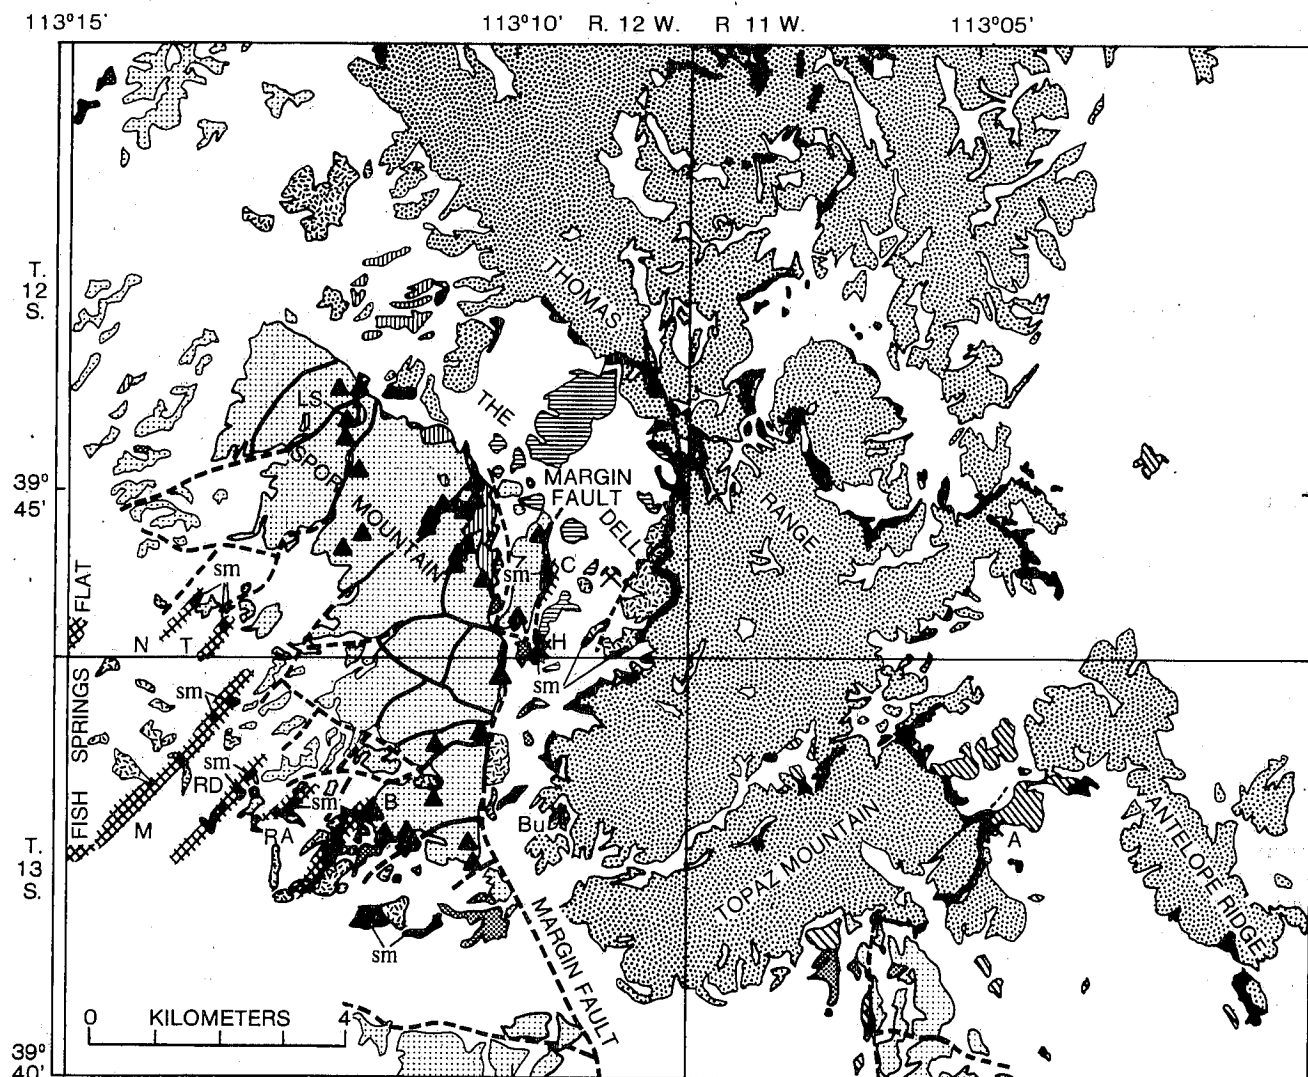 113°15'
113°10'
R. 12 W.
R 11 W.
113°05'
T.
12
S.
THOMAS
RANGE
THE
DELL
LS
SPOR
MOUNTAIN
39°
45'
MARGIN
FAULT
Z
sm
C
FISH SPRINGS FLAT
sm
N
T
H
sm
sm
M
sm
RD
sm
RA
B
Bu
A
TOPAZ MOUNTAIN
ANTELOPE RIDGE
T.
13
S.
MARGIN FAULT
sm
0
KILOMETERS
4
39°
40'